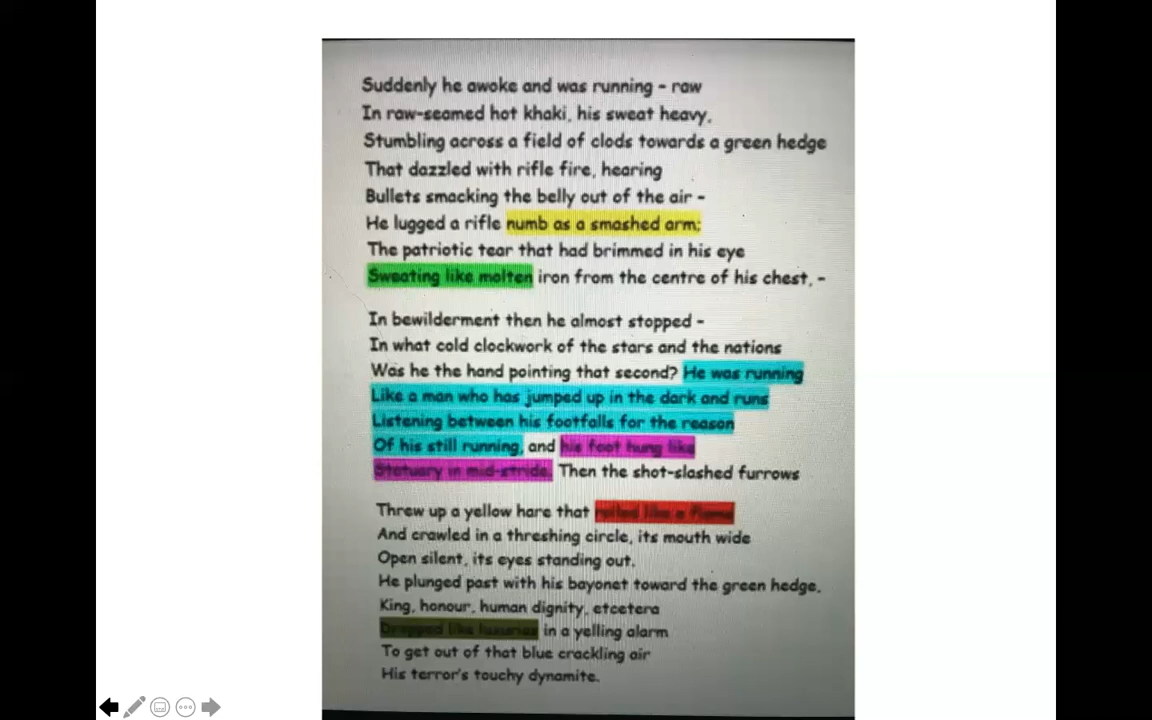 Suddenly he awoke and was running - raw
In raw-seamed hot khaki, his sweat heavy,
Stumbling across a field of clods towards a green hedge
That dazzled with rifle fire, hearing
Bullets smacking the belly out of the air -
He lugged a rifle numb as a smashed arm;
The patriotic tear that had brimmed in his eye
Sweating like molten iron from the centre of his chest, -
In bewilderment then he almost stopped -
In what cold clockwork of the stars and the nations
Was he the hand pointing that second? He was running
Like a man who has jumped up in the dark and runs
Listening between his footfalls for the reason
Of his still running, and his foot hung like
Statuary in mid-stride. Then the shot-slashed furrows
Threw up a yellow hare that rolled like a flame
And crawled in a threshing circle, its mouth wide
Open silent, its eyes standing out.
He plunged past with his bayonet toward the green hedge,
King, honour, human dignity, etcetera
Dropped like luxuries in a yelling alarm
To get out of that blue crackling air
His terror's touchy dynamite.